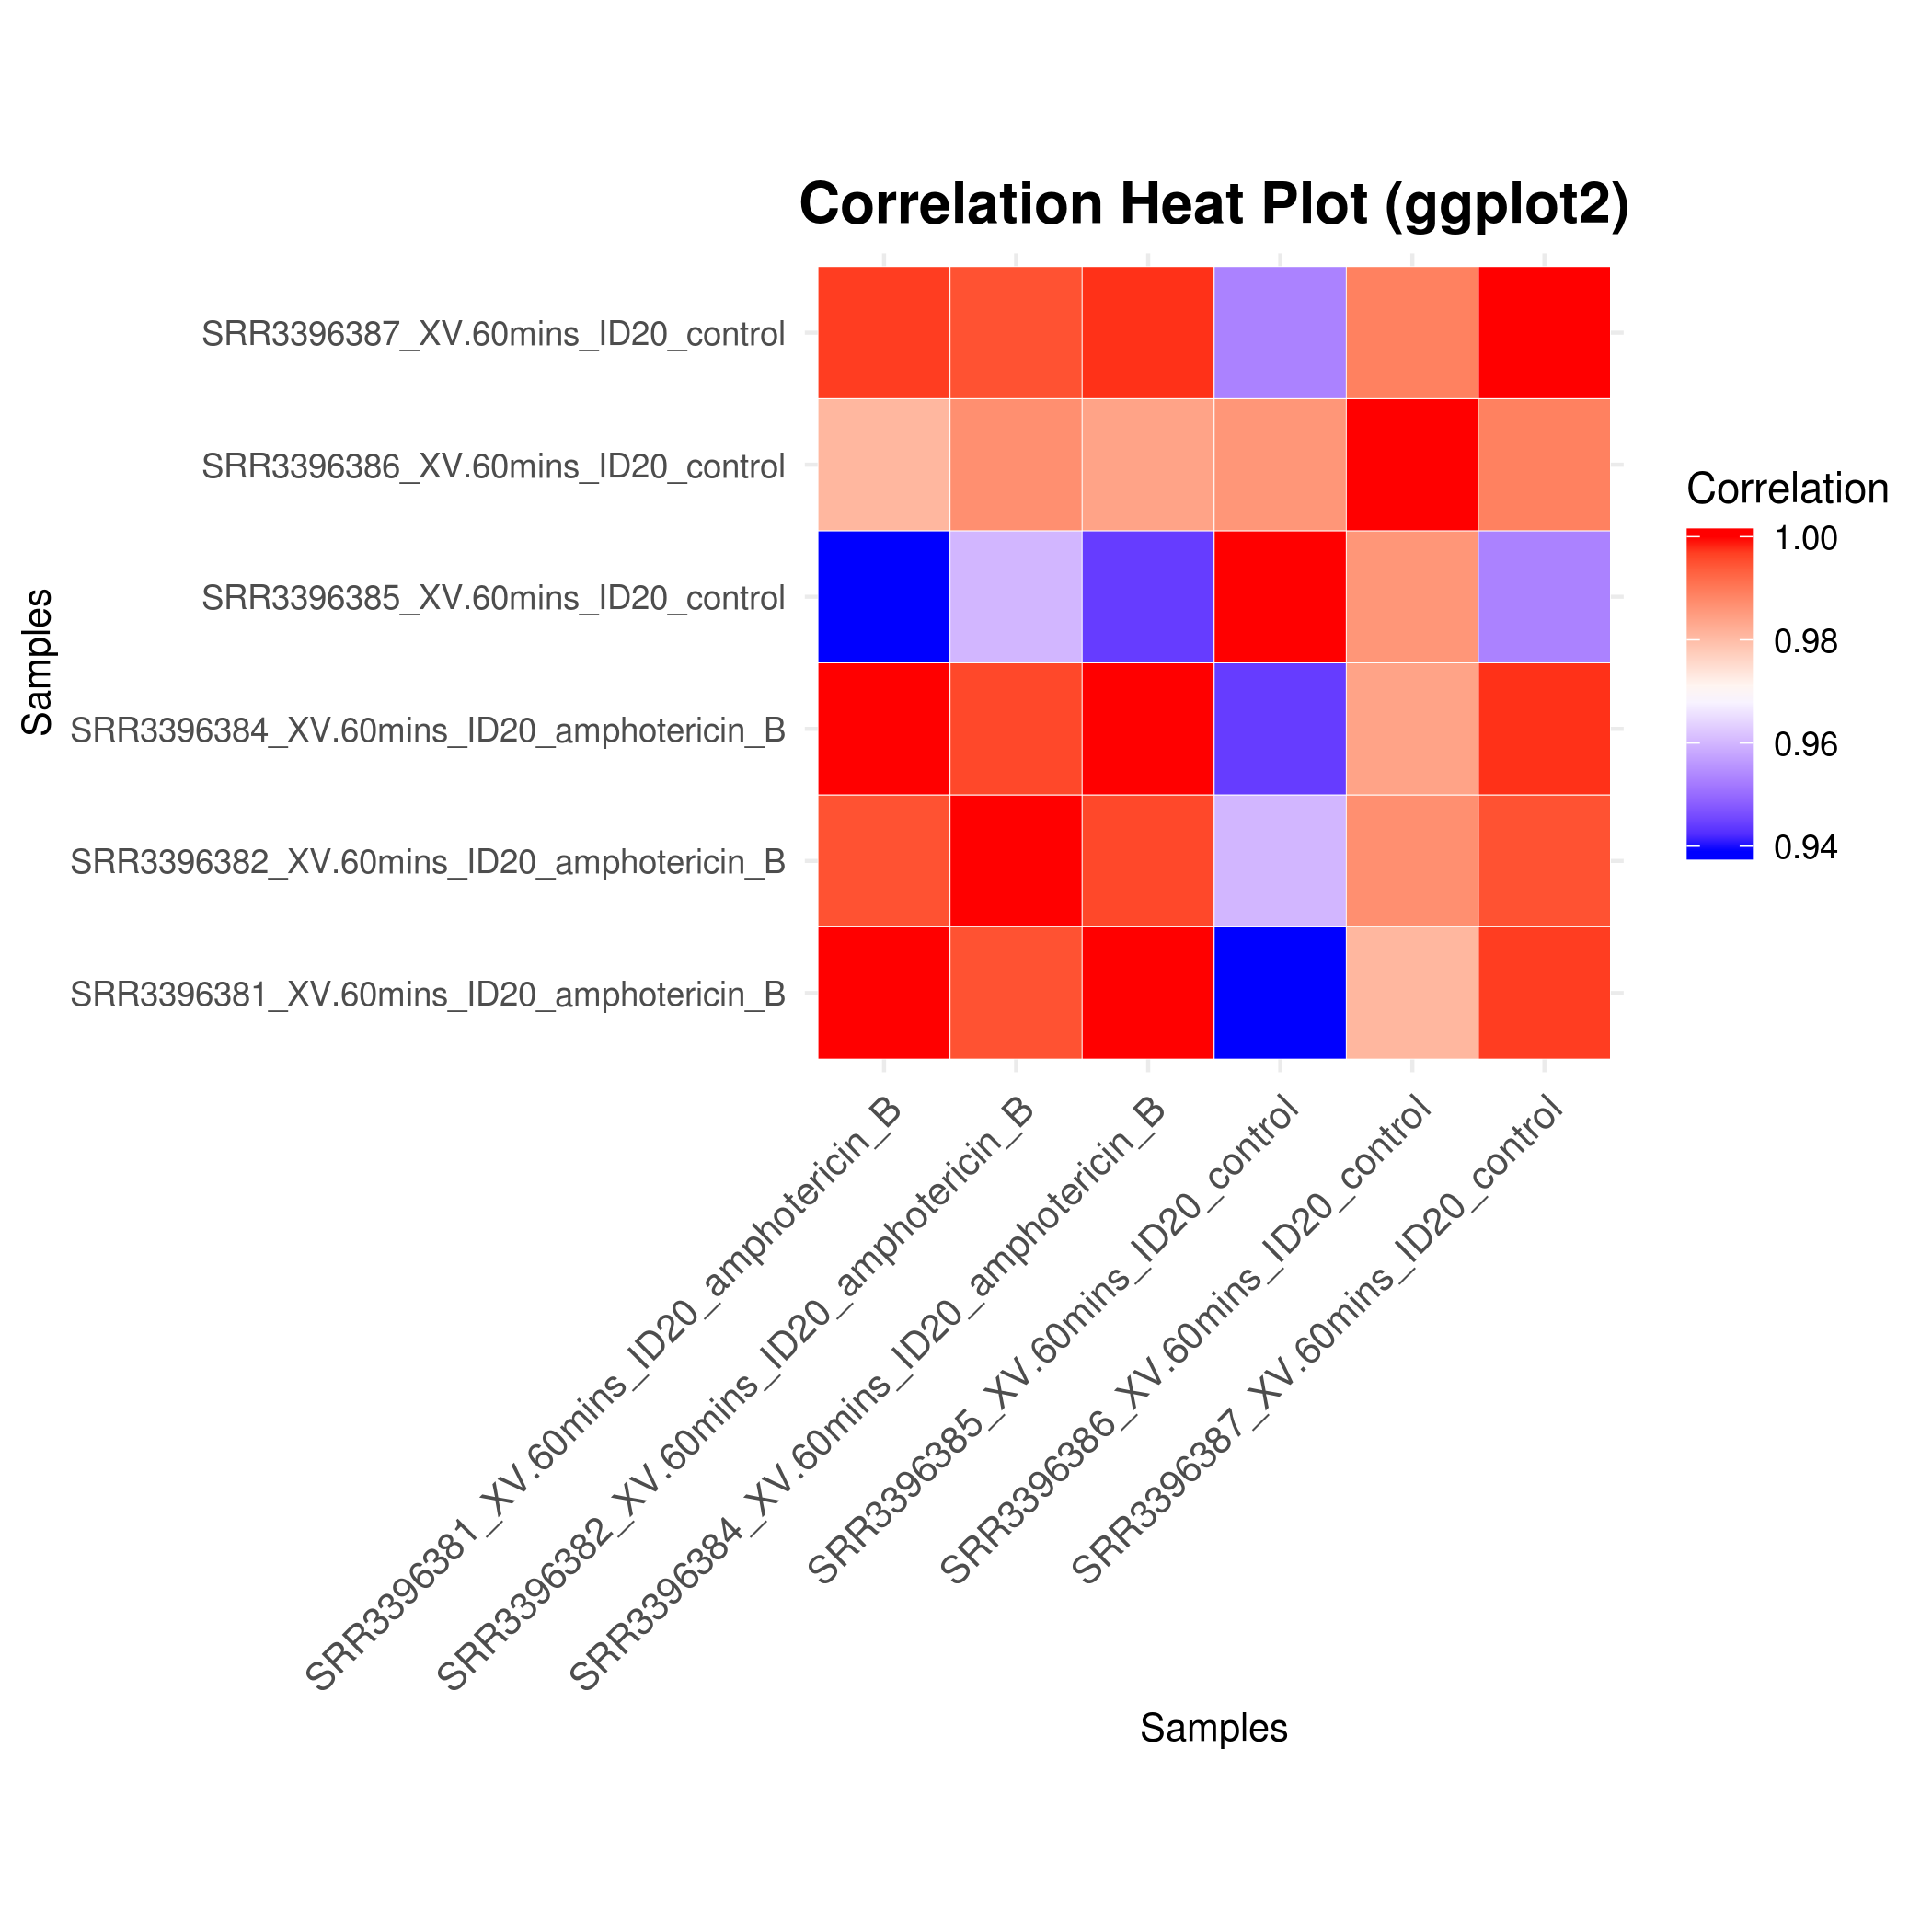 Correlation Heat Plot (ggplot2)
SRR3396387_XV.60mins_ID20_control
SRR3396386_XV.60mins_ID20_control
SRR3396385_XV.60mins_ID20_control
SRR3396384_XV.60mins_ID20_amphotericin_B
SRR3396382_XV.60mins_ID20_amphotericin_B
SRR3396381_XV.60mins_ID20_amphotericin_B
Samples
Correlation
1.00
0.98
0.96
0.94
SRR3396381_XV.60mins_ID20_amphotericin_B
SRR3396382_XV.60mins_ID20_amphotericin_B
SRR3396384_XV.60mins_ID20_amphotericin_B
SRR3396385_XV.60mins_ID20_control
SRR3396386_XV.60mins_ID20_control
SRR3396387_XV.60mins_ID20_control
Samples